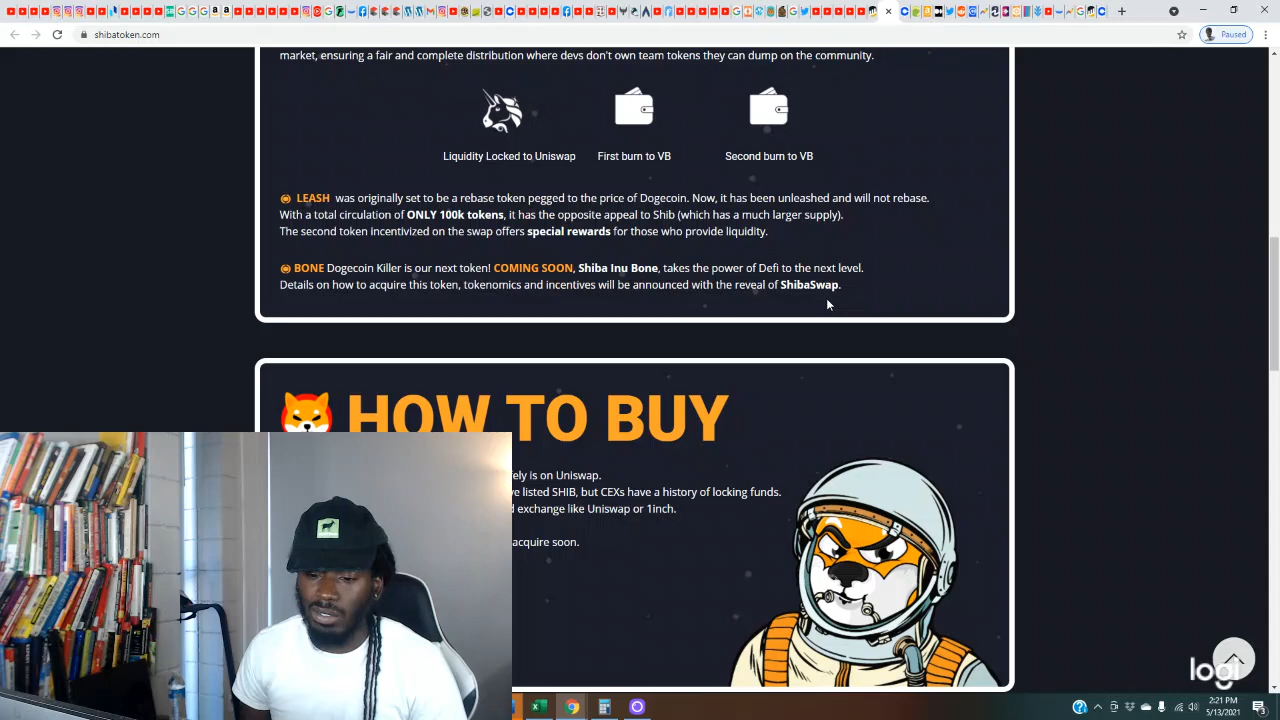 shibatoken.com
Paused
market, ensuring a fair and complete distribution where devs don't own team tokens they can dump on the community.
Liquidity Locked to Uniswap First burn to VB Second burn to VB
LEASH was originally set to be a rebase token pegged to the price of Dogecoin. Now, it has been unleashed and will not rebase.
With a total circulation of ONLY 100k tokens, it has the opposite appeal to Shib (which has a much larger supply).
The second token incentivized on the swap offers special rewards for those who provide liquidity.
BONE Dogecoin Killer is our next token! COMING SOON, Shiba Inu Bone, takes the power of Defi to the next level.
Details on how to acquire this token, tokenomics and incentives will be announced with the reveal of ShibaSwap.
HOW TO BUY
ely is on Uniswap.
ve listed SHIB, but CEXs have a history of locking funds.
d exchange like Uniswap or 1inch.
acquire soon.
logi
2:21 PM
5/13/2021